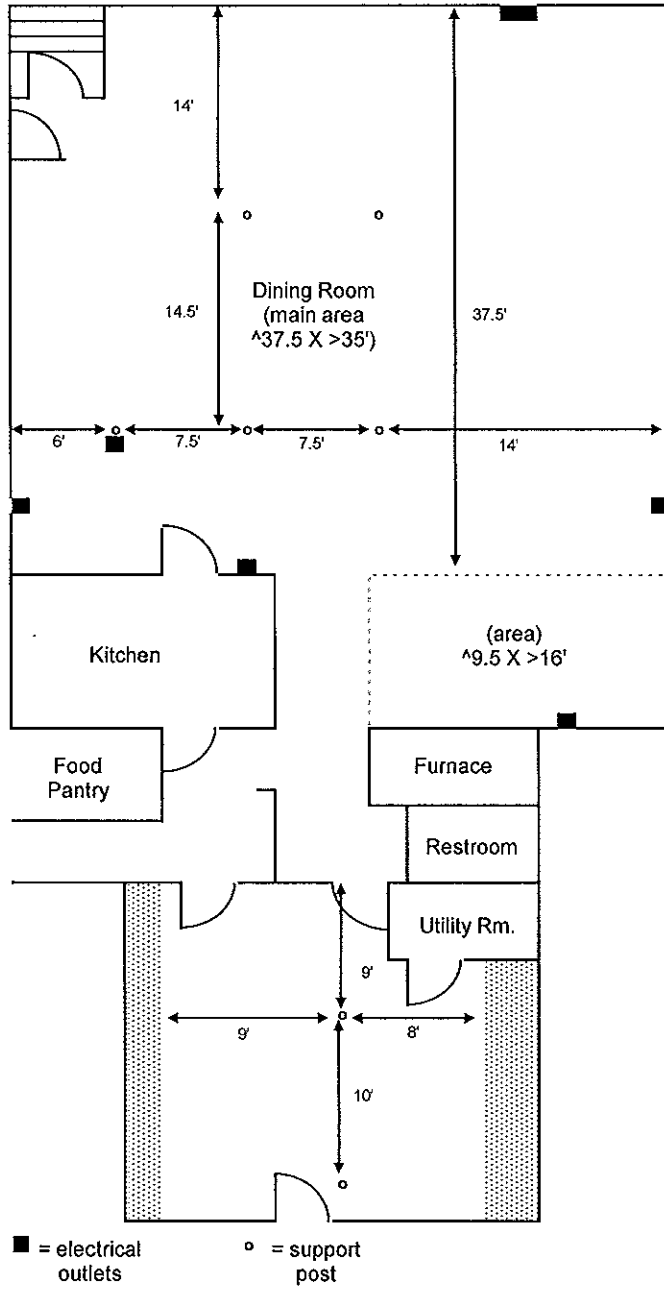 14'
14.5'
Dining Room
(main area
^37.5 X >35')
37.5'
6'
7.5'
7.5'
14'
Kitchen
(area)
^9.5 X >16'
Food
Pantry
Furnace
Restroom
Utility Rm.
9'
9'
8'
10'
= electrical
outlets
= support
post